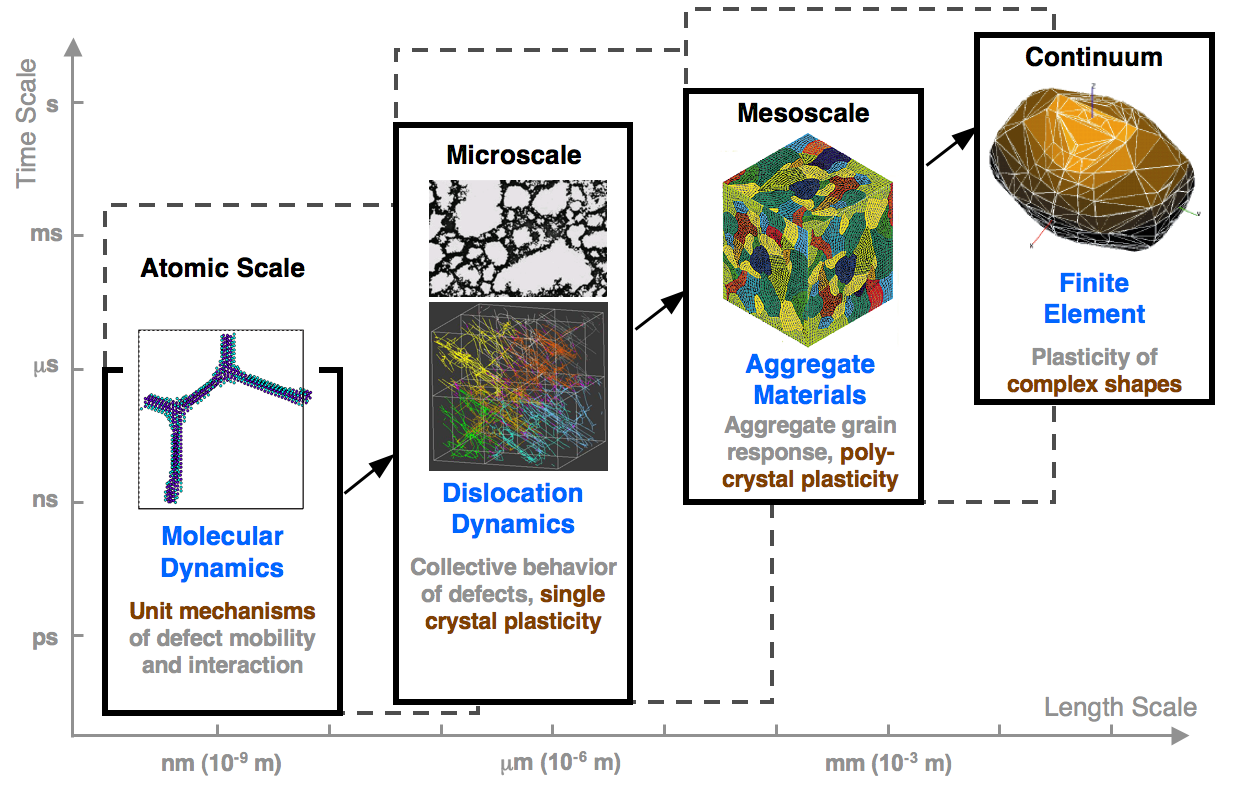 Time Scale
s
ms
μs
ns
ps
Atomic Scale
Molecular
Dynamics
Unit mechanisms
of defect mobility
and interaction
Microscale
Dislocation
Dynamics
Collective behavior
of defects, single
crystal plasticity
Mesoscale
Aggregate
Materials
Aggregate grain
response, poly-
crystal plasticity
Continuum
z
y
x
Finite
Element
Plasticity of
complex shapes
Length Scale
nm (10⁻⁹ m)
μm (10⁻⁶ m)
mm (10⁻³ m)